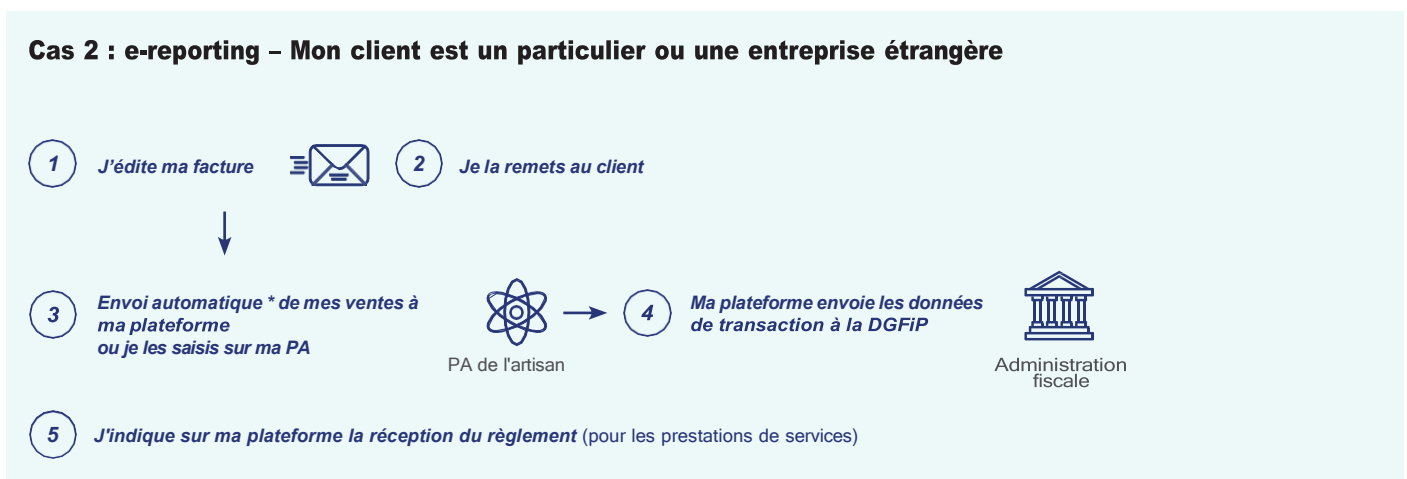 Cas 2 : e-reporting – Mon client est un particulier ou une entreprise étrangère
1 J'édite ma facture
2 Je la remets au client
3 Envoi automatique * de mes ventes à
ma plateforme
ou je les saisis sur ma PA
PA de l'artisan
4 Ma plateforme envoie les données
de transaction à la DGFiP
Administration
fiscale
5 J'indique sur ma plateforme la réception du règlement (pour les prestations de services)